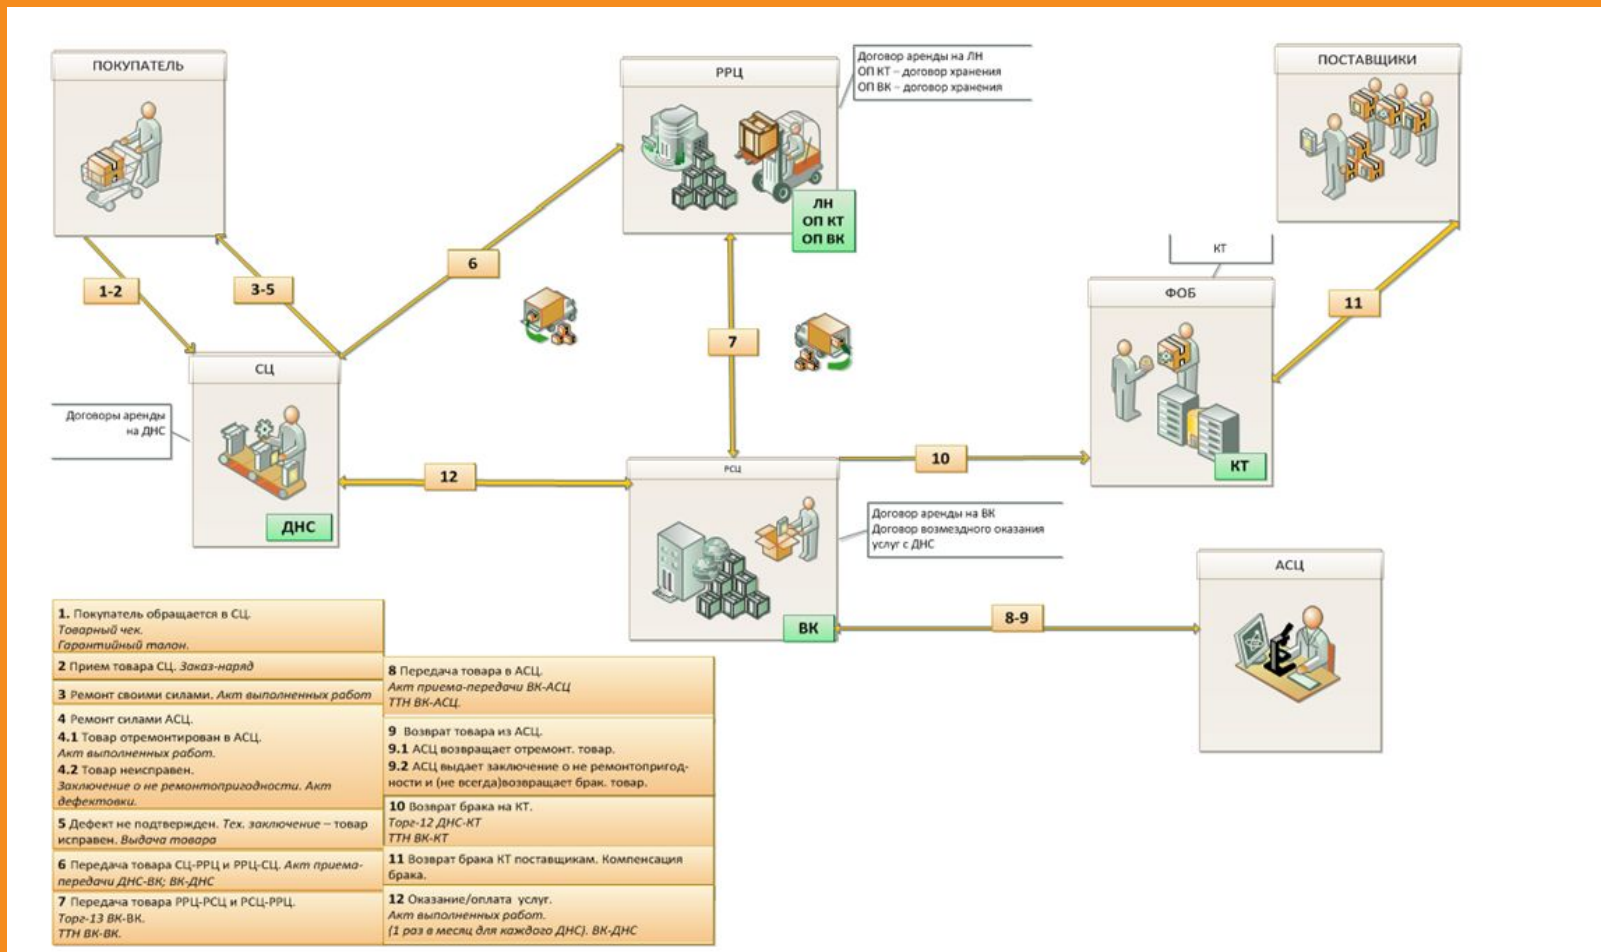 ПОКУПАТЕЛЬ
РРЦ
Договор аренды на ЛН
ОП КТ – договор хранения
ОП ВК – договор хранения
ПОСТАВЩИКИ
ЛН
ОП КТ
ОП ВК
1-2
3-5
6
7
КТ
ФОБ
11
КТ
СЦ
Договоры аренды
на ДНС
ДНС
12
10
РСЦ
Договор аренды на ВК
Договор возмездного оказания
услуг с ДНС
ВК
8-9
АСЦ
1. Покупатель обращается в СЦ.
Товарный чек.
Гарантийный талон.
2 Прием товара СЦ. Заказ-наряд
3 Ремонт своими силами. Акт выполненных работ
4 Ремонт силами АСЦ.
4.1 Товар отремонтирован в АСЦ.
Акт выполненных работ.
4.2 Товар неисправен.
Заключение о не ремонтопригодности. Акт
дефектовки.
5 Дефект не подтвержден. Тех. заключение – товар
исправен. Выдача товара
6 Передача товара СЦ-РРЦ и РРЦ-СЦ. Акт приема-
передачи ДНС-ВК; ВК-ДНС
7 Передача товара РРЦ-РСЦ и РСЦ-РРЦ.
Торг-13 ВК-ВК.
ТТН ВК-ВК.
8 Передача товара в АСЦ.
Акт приема-передачи ВК-АСЦ
ТТН ВК-АСЦ.
9 Возврат товара из АСЦ.
9.1 АСЦ возвращает отремонт. товар.
9.2 АСЦ выдает заключение о не ремонтопригод-
ности и (не всегда)возвращает брак. товар.
10 Возврат брака на КТ.
Торг-12 ДНС-КТ
ТТН ВК-КТ
11 Возврат брака КТ поставщикам. Компенсация
брака.
12 Оказание/оплата услуг.
Акт выполненных работ.
(1 раз в месяц для каждого ДНС). ВК-ДНС